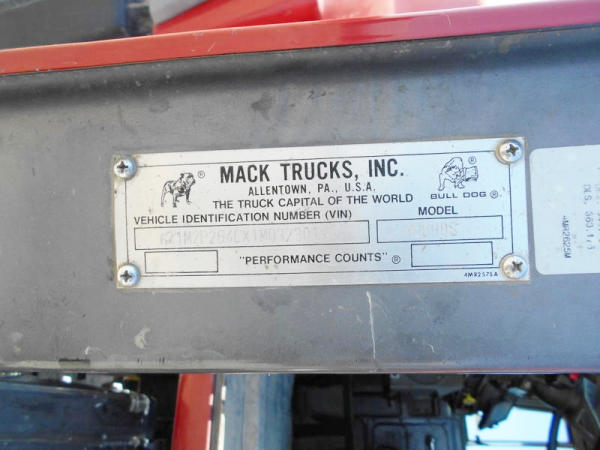 MACK TRUCKS, INC.
ALLENTOWN, PA., U.S.A.
THE TRUCK CAPITAL OF THE WORLD
BULL DOG ®
VEHICLE IDENTIFICATION NUMBER (VIN)
MODEL
"PERFORMANCE COUNTS" ®
4MR2575A
4MR2625M